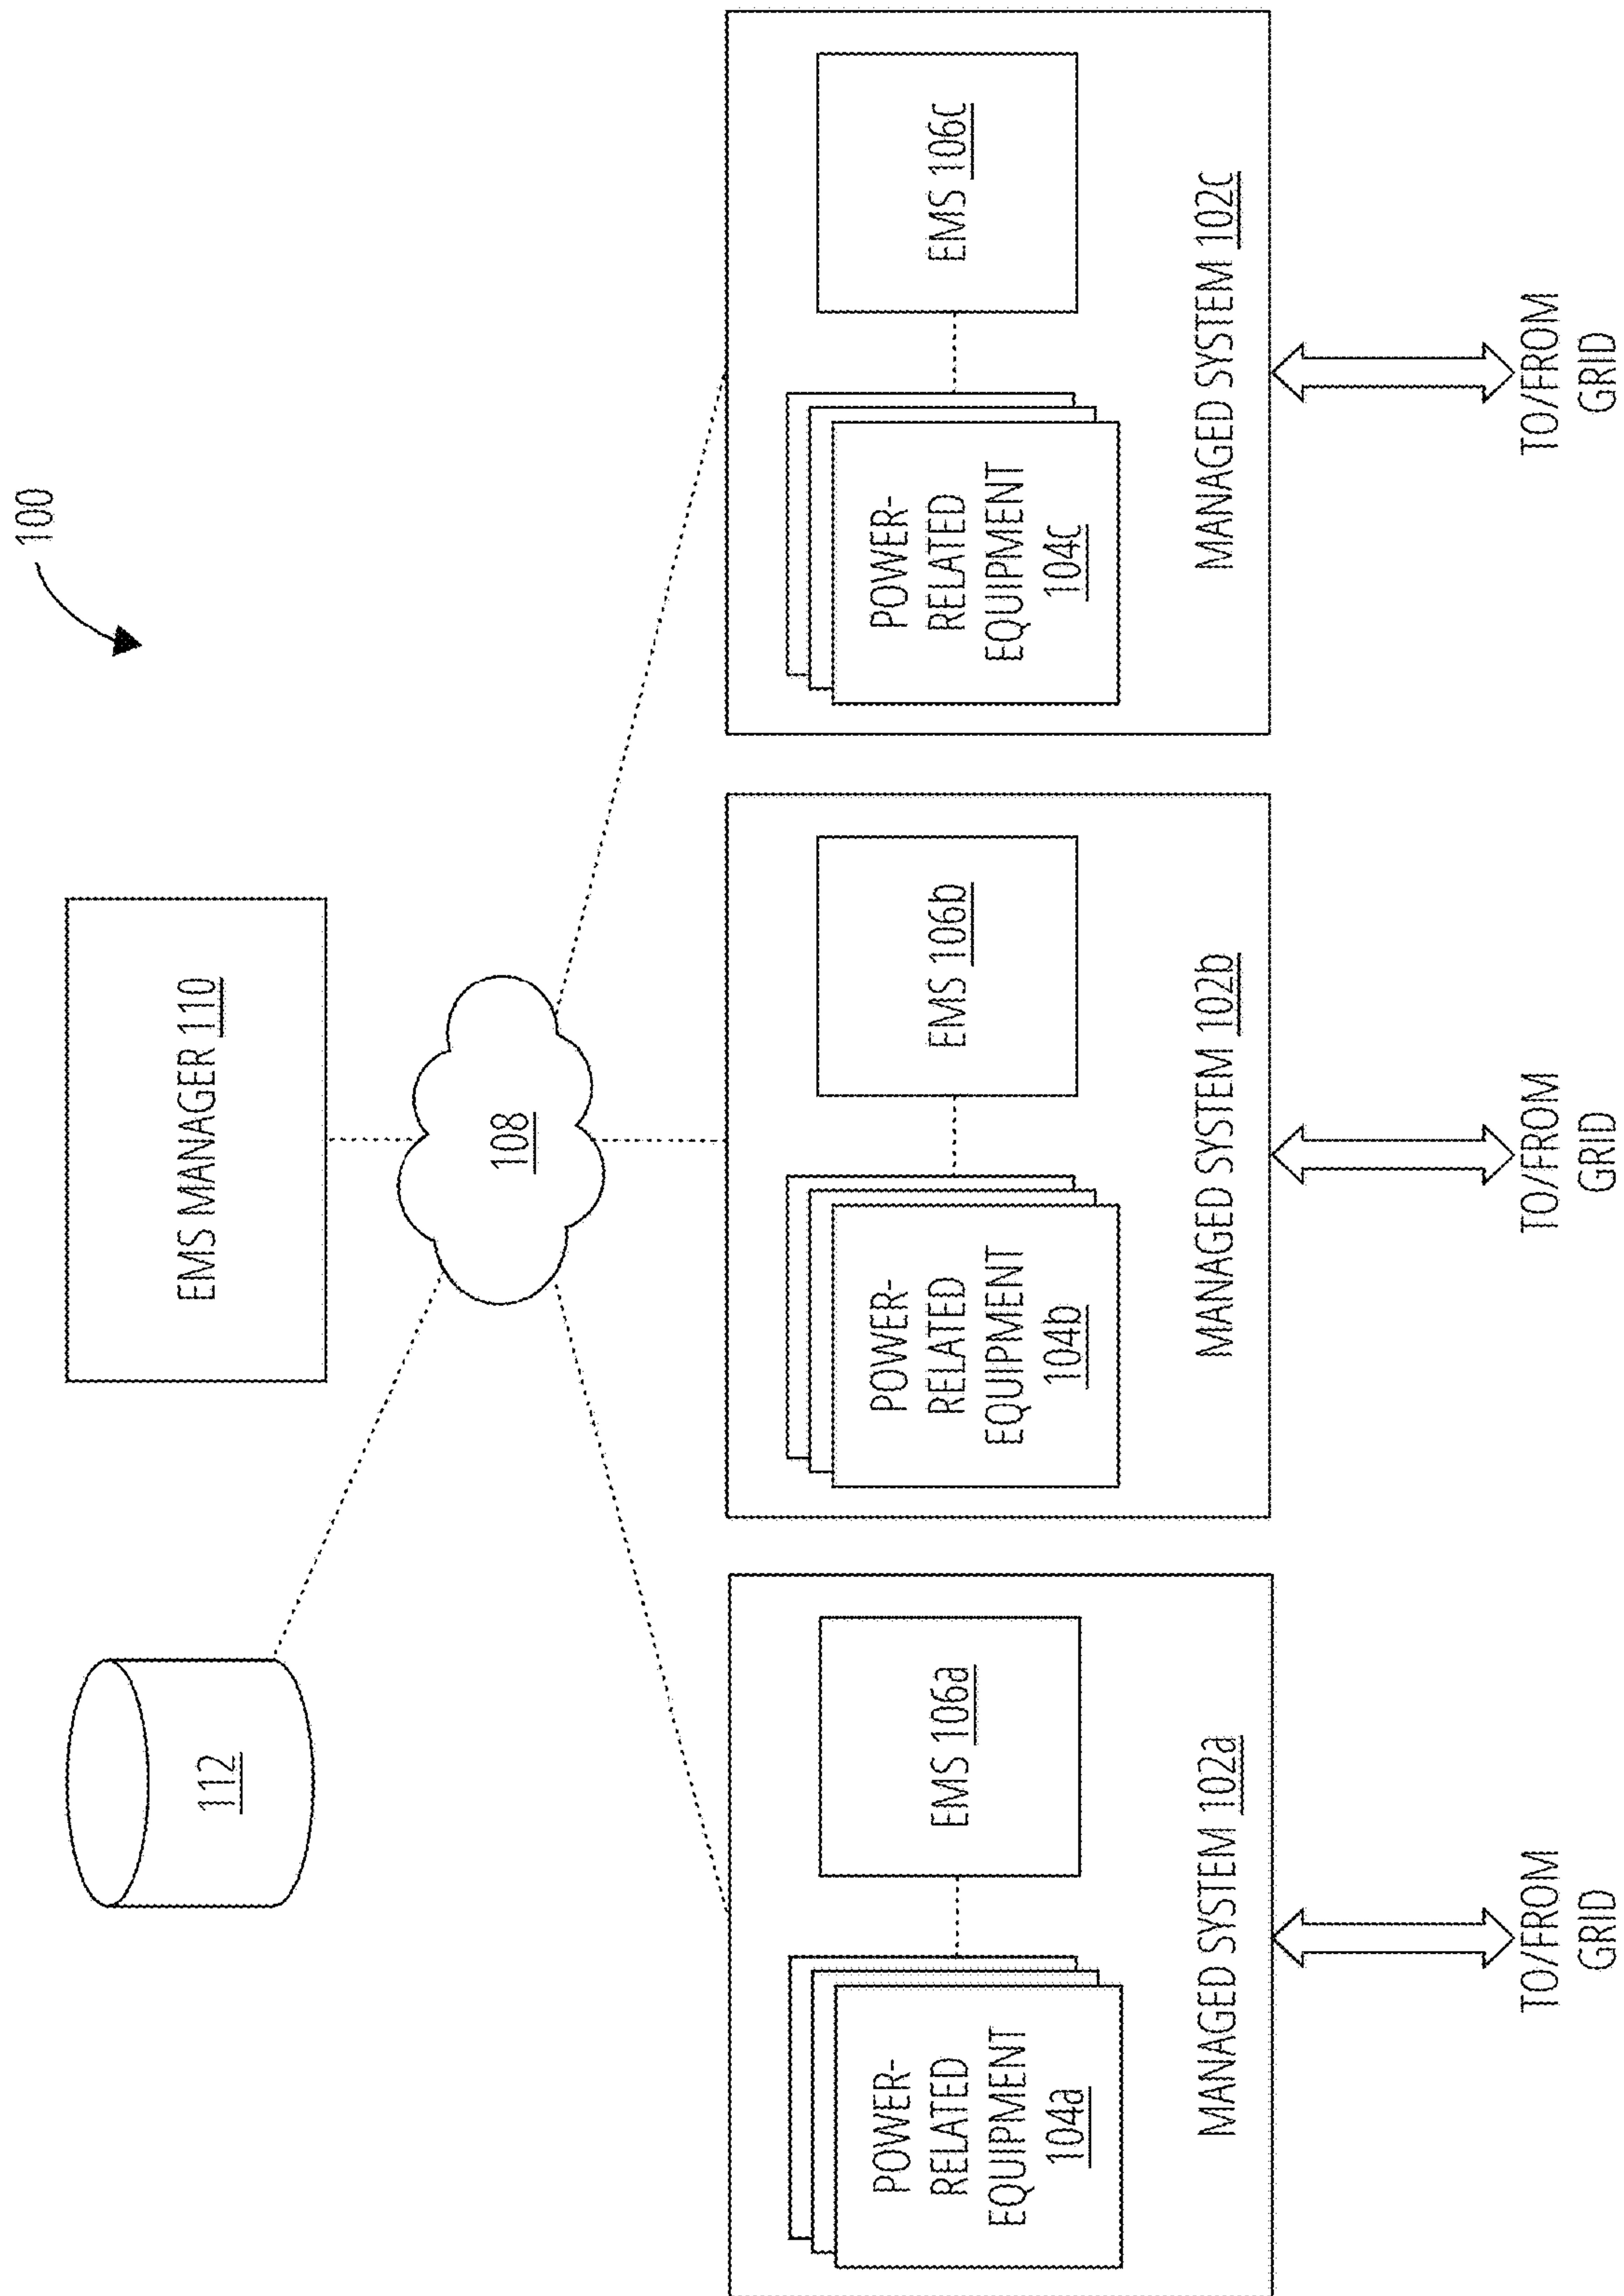 100
112
EMS MANAGER 110
108
POWER-
RELATED
EQUIPMENT
104a
EMS 106a
MANAGED SYSTEM 102a
TO/FROM
GRID
POWER-
RELATED
EQUIPMENT
104b
EMS 106b
MANAGED SYSTEM 102b
TO/FROM
GRID
POWER-
RELATED
EQUIPMENT
104c
EMS 106c
MANAGED SYSTEM 102c
TO/FROM
GRID